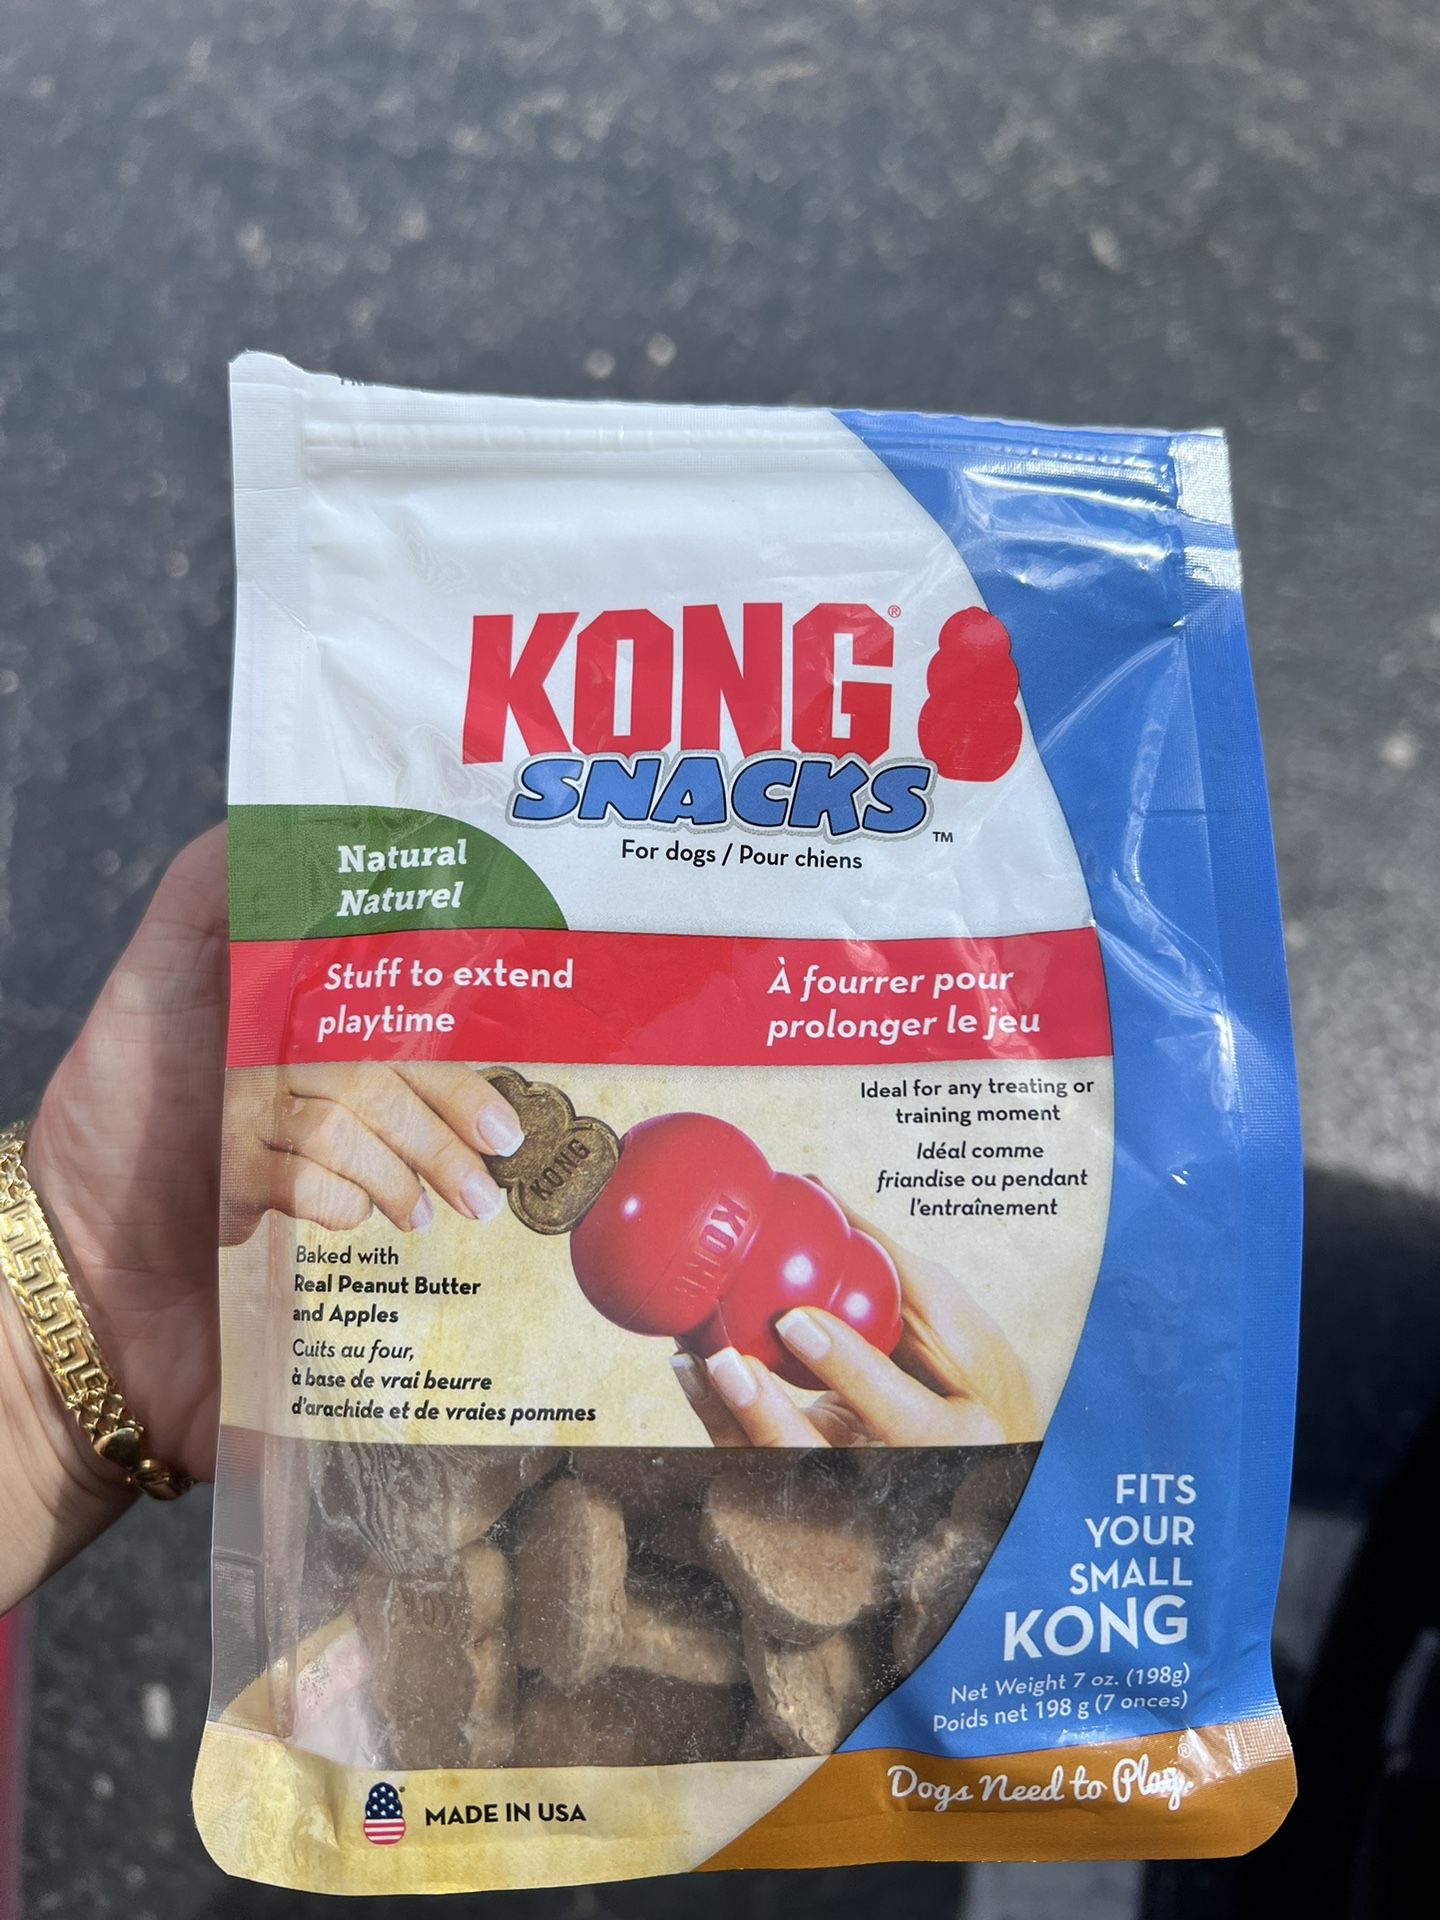 KONG®
SNACKS™
For dogs / Pour chiens
Natural
Naturel
Stuff to extend
playtime
À fourrer pour
prolonger le jeu
Ideal for any treating or
training moment
Idéal comme
friandise ou pendant
l'entraînement
KONG
KONG
Baked with
Real Peanut Butter
and Apples
Cuits au four,
à base de vrai beurre
d'arachide et de vraies pommes
FITS
YOUR
SMALL
KONG
Net Weight 7 oz. (198g)
Poids net 198 g (7 onces)
Dogs Need to Play®
MADE IN USA